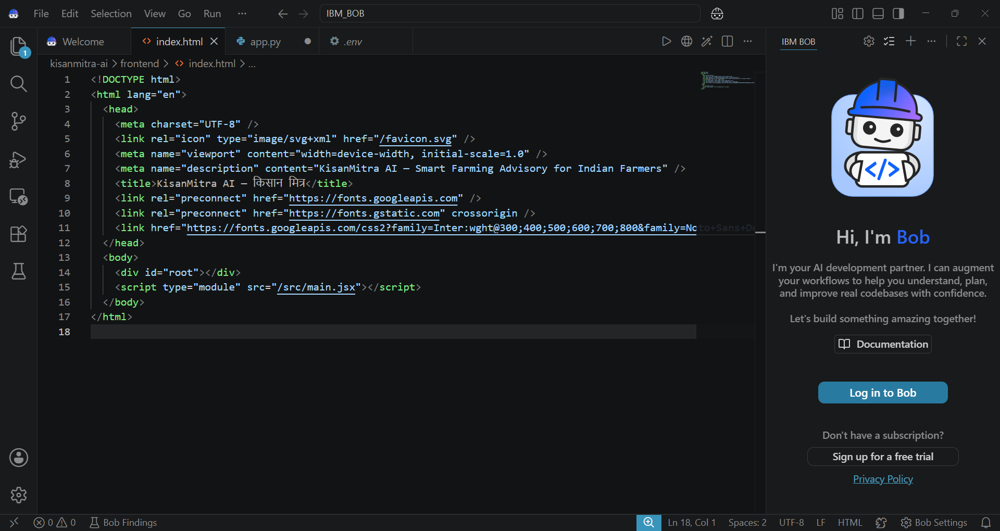 File Edit Selection View Go Run ··· IBM_BOB
Welcome index.html app.py .env
kisanmitra-ai > frontend > index.html > ...
1 <!DOCTYPE html>
2 <html lang="en">
3 <head>
4 <meta charset="UTF-8" />
5 <link rel="icon" type="image/svg+xml" href="/favicon.svg" />
6 <meta name="viewport" content="width=device-width, initial-scale=1.0" />
7 <meta name="description" content="KisanMitra AI — Smart Farming Advisory for Indian Farmers" />
8 <title>KisanMitra AI — किसान मित्र</title>
9 <link rel="preconnect" href="https://fonts.googleapis.com" />
10 <link rel="preconnect" href="https://fonts.gstatic.com" crossorigin />
11 <link href="https://fonts.googleapis.com/css2?family=Inter:wght@300;400;500;600;700;800&family=Noto+Sans+De
12 </head>
13 <body>
14 <div id="root"></div>
15 <script type="module" src="/src/main.jsx"></script>
16 </body>
17 </html>
18
1
IBM BOB
</>
Hi, I'm Bob
I'm your AI development partner. I can augment
your workflows to help you understand, plan,
and improve real codebases with confidence.
Let's build something amazing together!
Documentation
Log in to Bob
Don't have a subscription?
Sign up for a free trial
Privacy Policy
0 0 Bob Findings Ln 18, Col 1 Spaces: 2 UTF-8 LF HTML Bob Settings